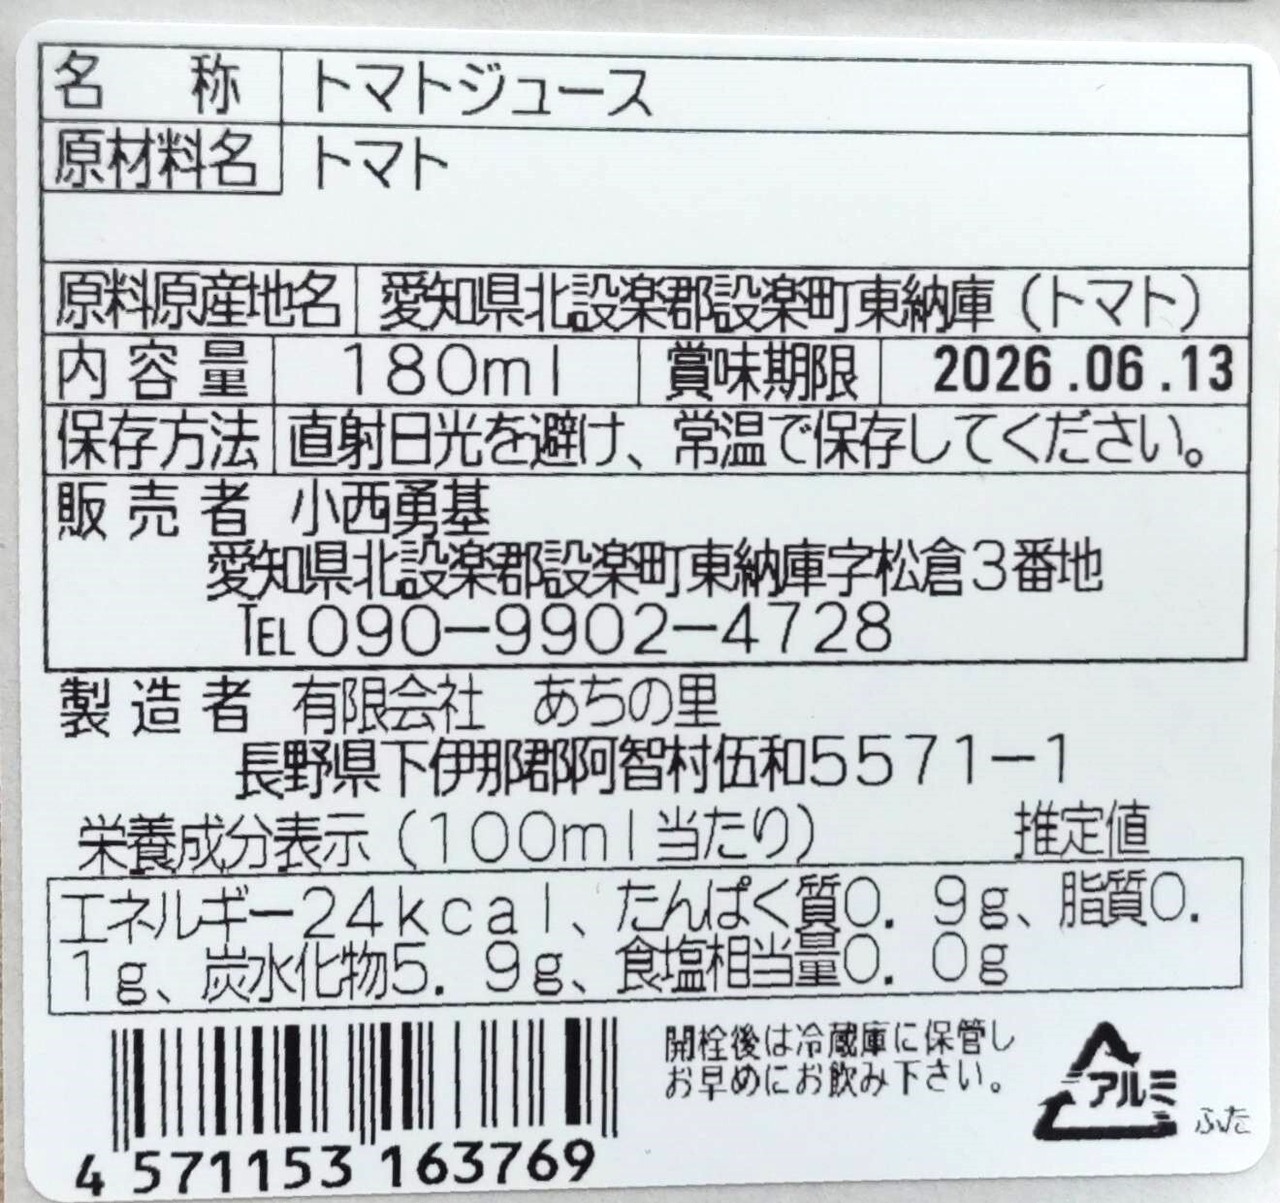 名称 トマトジュース
原材料名 トマト
原料原産地名 愛知県北設楽郡設楽町東納庫（トマト）
内容量 180ml 賞味期限 2026.06.13
保存方法 直射日光を避け、常温で保存してください。
販売者 小西勇基
愛知県北設楽郡設楽町東納庫字松倉3番地
TEL090-9902-4728
製造者 有限会社 あちの里
長野県下伊那郡阿智村伍和5571-1
栄養成分表示（100ml当たり） 推定値
エネルギー24kcal、たんぱく質0.9g、脂質0.
1g、炭水化物5.9g、食塩相当量0.0g
開栓後は冷蔵庫に保管し
お早めにお飲み下さい。
アルミ
ふた
4 571153 163769